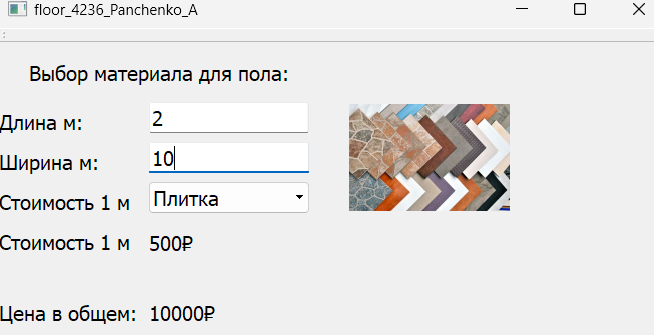 floor_4236_Panchenko_A
Выбор материала для пола:
Длина м: 2
Ширина м: 10
Стоимость 1 м Плитка
Стоимость 1 м 500₽
Цена в общем: 10000₽